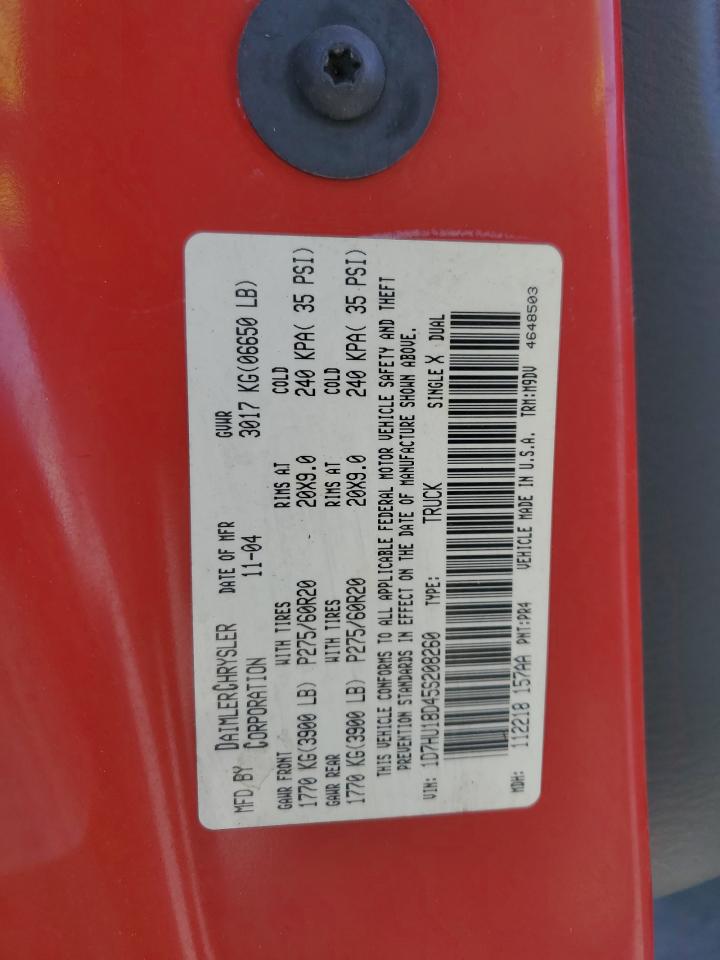 MFD BY DAIMLERCHRYSLER CORPORATION DATE OF MFR 11-04 GVWR 3017 KG(06650 LB)
GAWR FRONT WITH TIRES RIMS AT COLD
1770 KG(3900 LB) P275/60R20 20X9.0 240 KPA( 35 PSI)
GAWR REAR WITH TIRES RIMS AT COLD
1770 KG(3900 LB) P275/60R20 20X9.0 240 KPA( 35 PSI)
THIS VEHICLE CONFORMS TO ALL APPLICABLE FEDERAL MOTOR VEHICLE SAFETY AND THEFT
PREVENTION STANDARDS IN EFFECT ON THE DATE OF MANUFACTURE SHOWN ABOVE.
VIN: 1D7HU18D45S208260 TYPE: TRUCK SINGLE X DUAL
MDH: 112210 157AA PNT:PR4 VEHICLE MADE IN U.S.A. TRM:M9DV
4648503